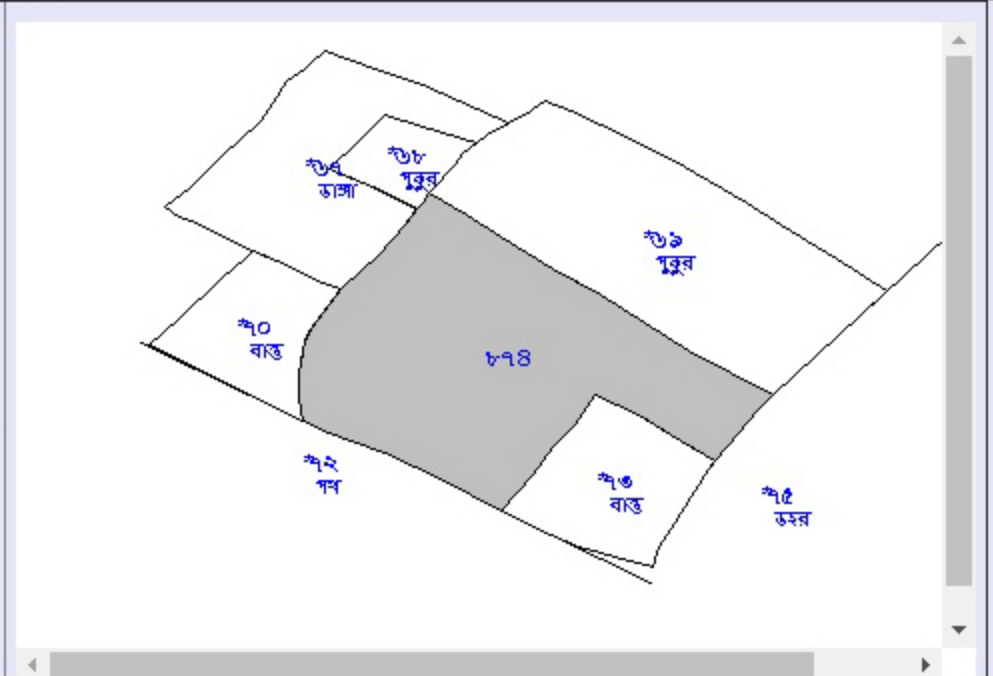 *৬৮
পুকুর
*৬৭
ডাঙ্গা
*৬৯
পুকুর
*৭০
বাস্তু
৮৭৪
*৭২
পথ
*৭৩
বাস্তু
*৭৫
ডহর